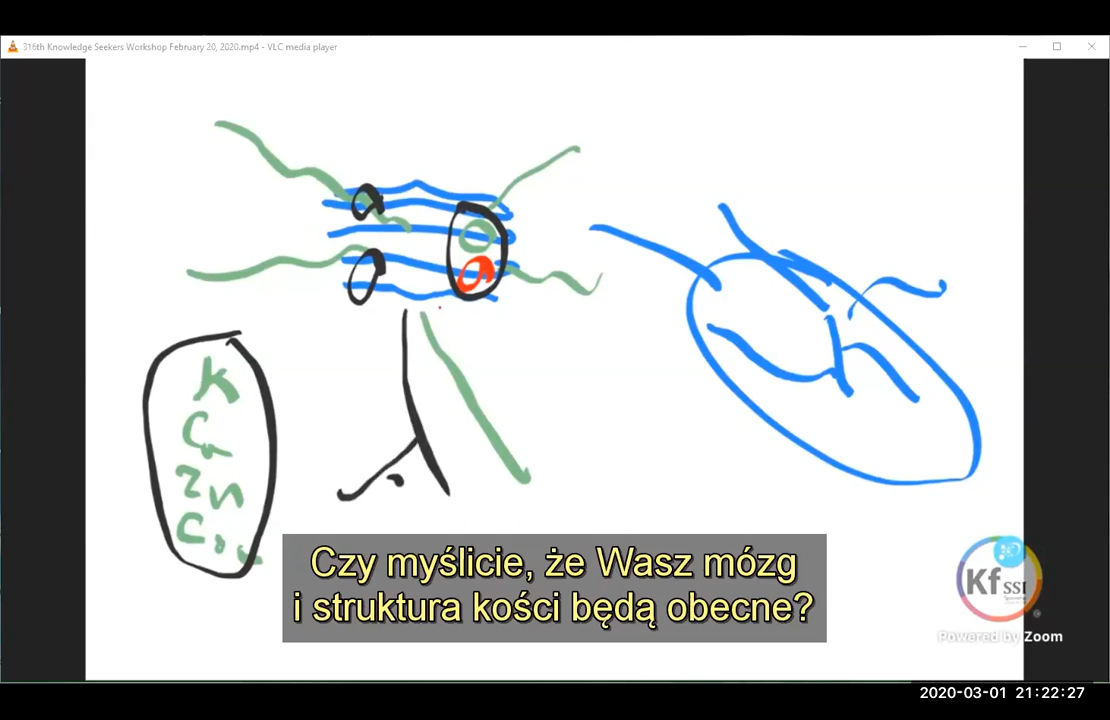 316th Knowledge Seekers Workshop February 20, 2020.mp4 - VLC media player
K
Zn
Czy myślicie, że Wasz mózg
i struktura kości będą obecne?
Kf SSI
Powered by Zoom
2020-03-01 21:22:27